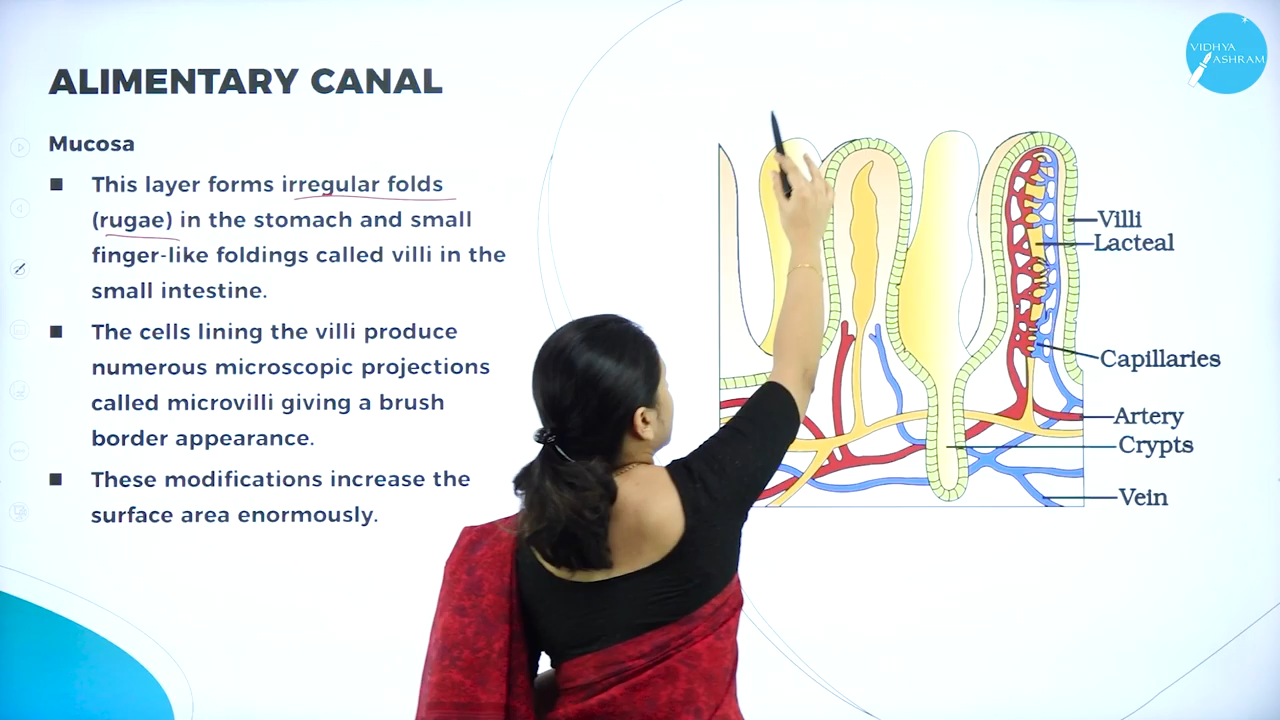 VIDHYA
ASHRAM
ALIMENTARY CANAL
Mucosa
This layer forms irregular folds
(rugae) in the stomach and small
finger-like foldings called villi in the
small intestine.
The cells lining the villi produce
numerous microscopic projections
called microvilli giving a brush
border appearance.
These modifications increase the
surface area enormously.
Villi
Lacteal
Capillaries
Artery
Crypts
Vein